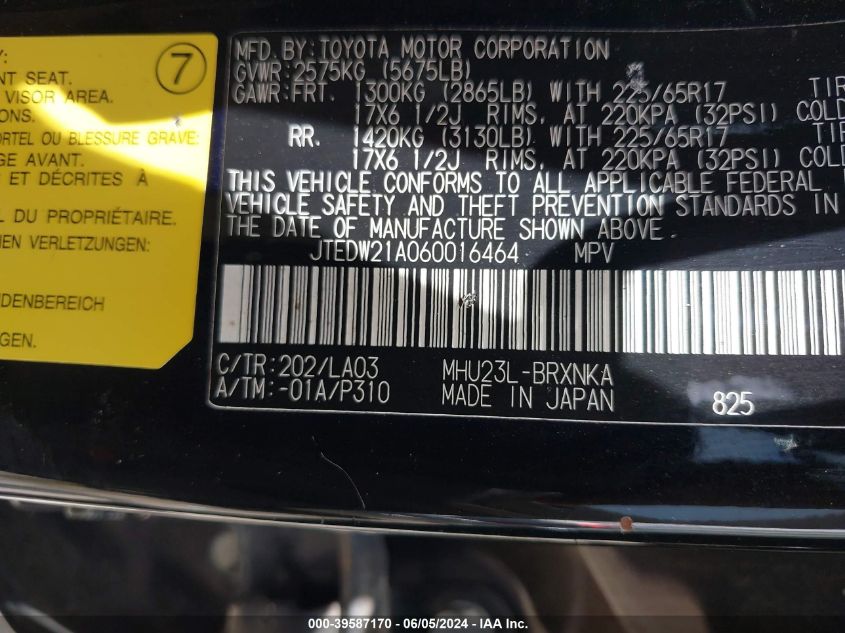 Y:
NT SEAT.
VISOR AREA.
ONS.
ORTEL OU BLESSURE GRAVE:
GE AVANT.
ET DÉCRITES À
L DU PROPRIÉTAIRE.
EN VERLETZUNGEN:
NDENBEREICH
GEN.
7
MFD. BY: TOYOTA MOTOR CORPORATION
GVWR: 2575KG (5675LB)
GAWR: FRT. 1300KG (2865LB) WITH 225/65R17 TIR
17X6 1/2J RIMS, AT 220KPA (32PSI) COLD
RR. 1420KG (3130LB) WITH 225/65R17 TIR
17X6 1/2J RIMS, AT 220KPA (32PSI) COLD
THIS VEHICLE CONFORMS TO ALL APPLICABLE FEDERAL
VEHICLE SAFETY AND THEFT PREVENTION STANDARDS IN
THE DATE OF MANUFACTURE SHOWN ABOVE.
JTEDW21A060016464 MPV
C/TR: 202/LA03 MHU23L-BRXNKA
A/TM: -01A/P310 MADE IN JAPAN 825
000-39587170 - 06/05/2024 - IAA Inc.